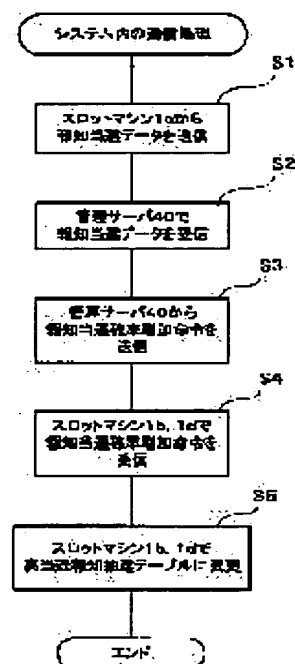 システム内の通信処理
S1
スロットマシン1aから
報知当選データを送信
S2
管理サーバ40で
報知当選データを受信
S3
管理サーバ40から
報知当選確率増加命令を
送信
S4
スロットマシン1b、1dで
報知当選確率増加命令を
受信
S5
スロットマシン1b、1dで
高当選報知抽選テーブルに変更
エンド